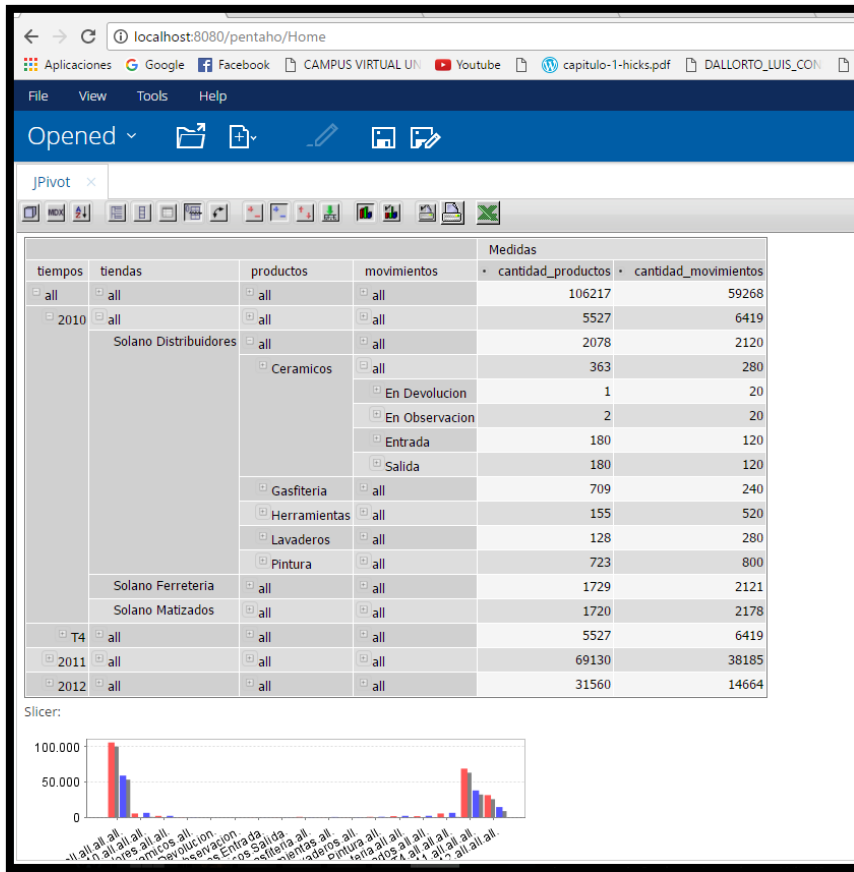 localhost:8080/pentaho/Home
Aplicaciones Google Facebook CAMPUS VIRTUAL UN Youtube capitulo-1-hicks.pdf DALLORTO_LUIS_CON
File View Tools Help
Opened
JPivot
MDX
Medidas
tiempos tiendas productos movimientos cantidad_productos cantidad_movimientos
all all all all 106217 59268
2010 all all all 5527 6419
Solano Distribuidores all all 2078 2120
Ceramicos all 363 280
En Devolucion 1 20
En Observacion 2 20
Entrada 180 120
Salida 180 120
Gasfiteria all 709 240
Herramientas all 155 520
Lavaderos all 128 280
Pintura all 723 800
Solano Ferreteria all all 1729 2121
Solano Matizados all all 1720 2178
T4 all all all 5527 6419
2011 all all all 69130 38185
2012 all all all 31560 14664
Slicer:
100.000
50.000
0